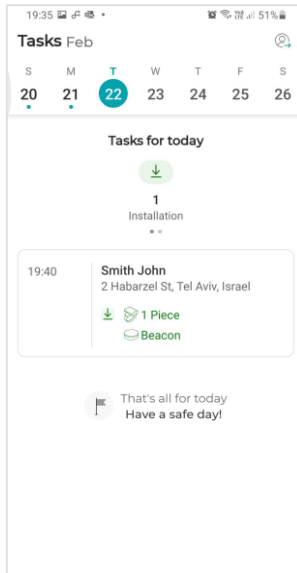 19:35 51%
Tasks Feb
S M T W T F S
20 21 22 23 24 25 26
Tasks for today
1
Installation
19:40 Smith John
2 Habarzel St, Tel Aviv, Israel
1 Piece
Beacon
That's all for today
Have a safe day!